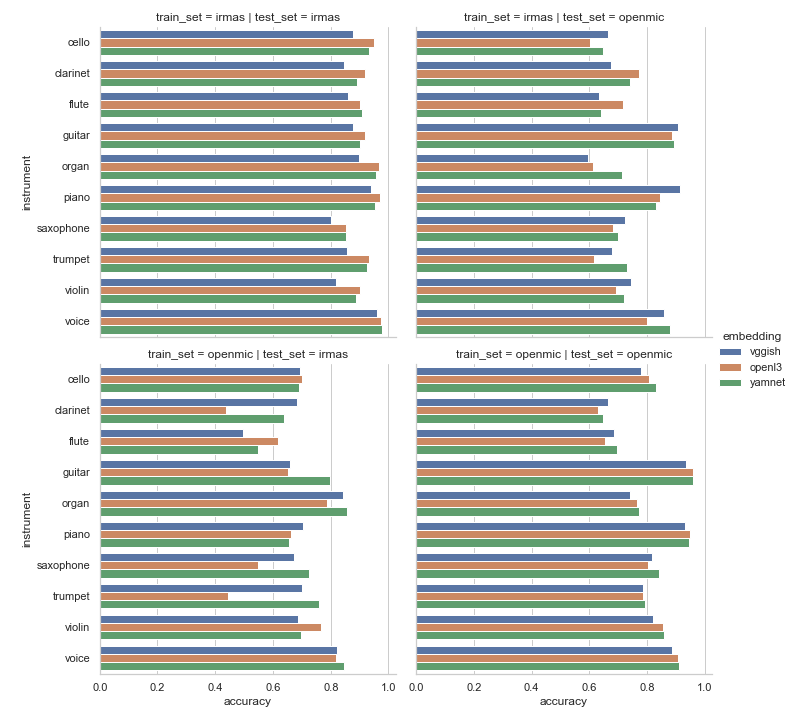 train_set = irmas | test_set = irmas
train_set = irmas | test_set = openmic
cello
clarinet
flute
guitar
organ
piano
saxophone
trumpet
violin
voice
instrument
train_set = openmic | test_set = irmas
train_set = openmic | test_set = openmic
cello
clarinet
flute
guitar
organ
piano
saxophone
trumpet
violin
voice
instrument
0.0 0.2 0.4 0.6 0.8 1.0
accuracy
0.0 0.2 0.4 0.6 0.8 1.0
accuracy
embedding
vggish
openl3
yamnet